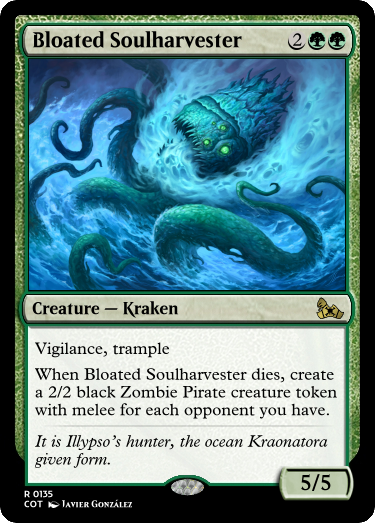 Bloated Soulharvester 2
Creature — Kraken
Vigilance, trample
When Bloated Soulharvester dies, create
a 2/2 black Zombie Pirate creature token
with melee for each opponent you have.
It is Illypso's hunter, the ocean Kraonatora
given form.
5/5
R 0135
COT Javier González